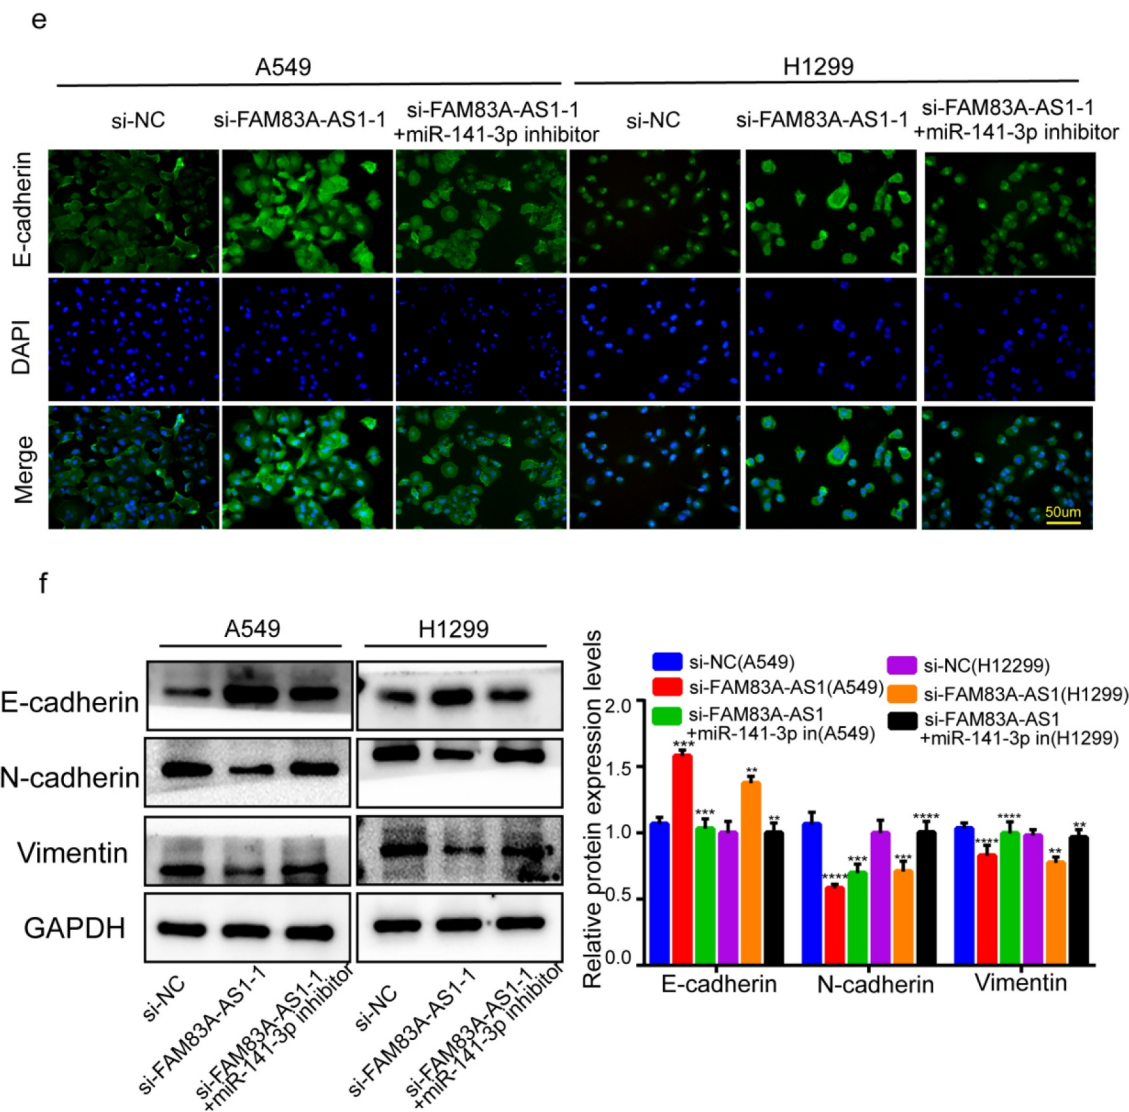 e
A549
H1299
si-NC
si-FAM83A-AS1-1
si-FAM83A-AS1-1
+miR-141-3p inhibitor
si-NC
si-FAM83A-AS1-1
si-FAM83A-AS1-1
+miR-141-3p inhibitor
E-cadherin
DAPI
Merge
50um
f
A549
H1299
E-cadherin
N-cadherin
Vimentin
GAPDH
si-NC
si-FAM83A-AS1-1
si-FAM83A-AS1-1
+miR-141-3p inhibitor
si-NC
si-FAM83A-AS1-1
si-FAM83A-AS1-1
+miR-141-3p inhibitor
Relative protein expression levels
si-NC(A549)
si-FAM83A-AS1(A549)
si-FAM83A-AS1
+miR-141-3p in(A549)
si-NC(H12299)
si-FAM83A-AS1(H1299)
si-FAM83A-AS1
+miR-141-3p in(H1299)
2.0
1.5
1.0
0.5
0.0
*** *** ** **
**** *** *** ****
**** **** ** **
E-cadherin
N-cadherin
Vimentin